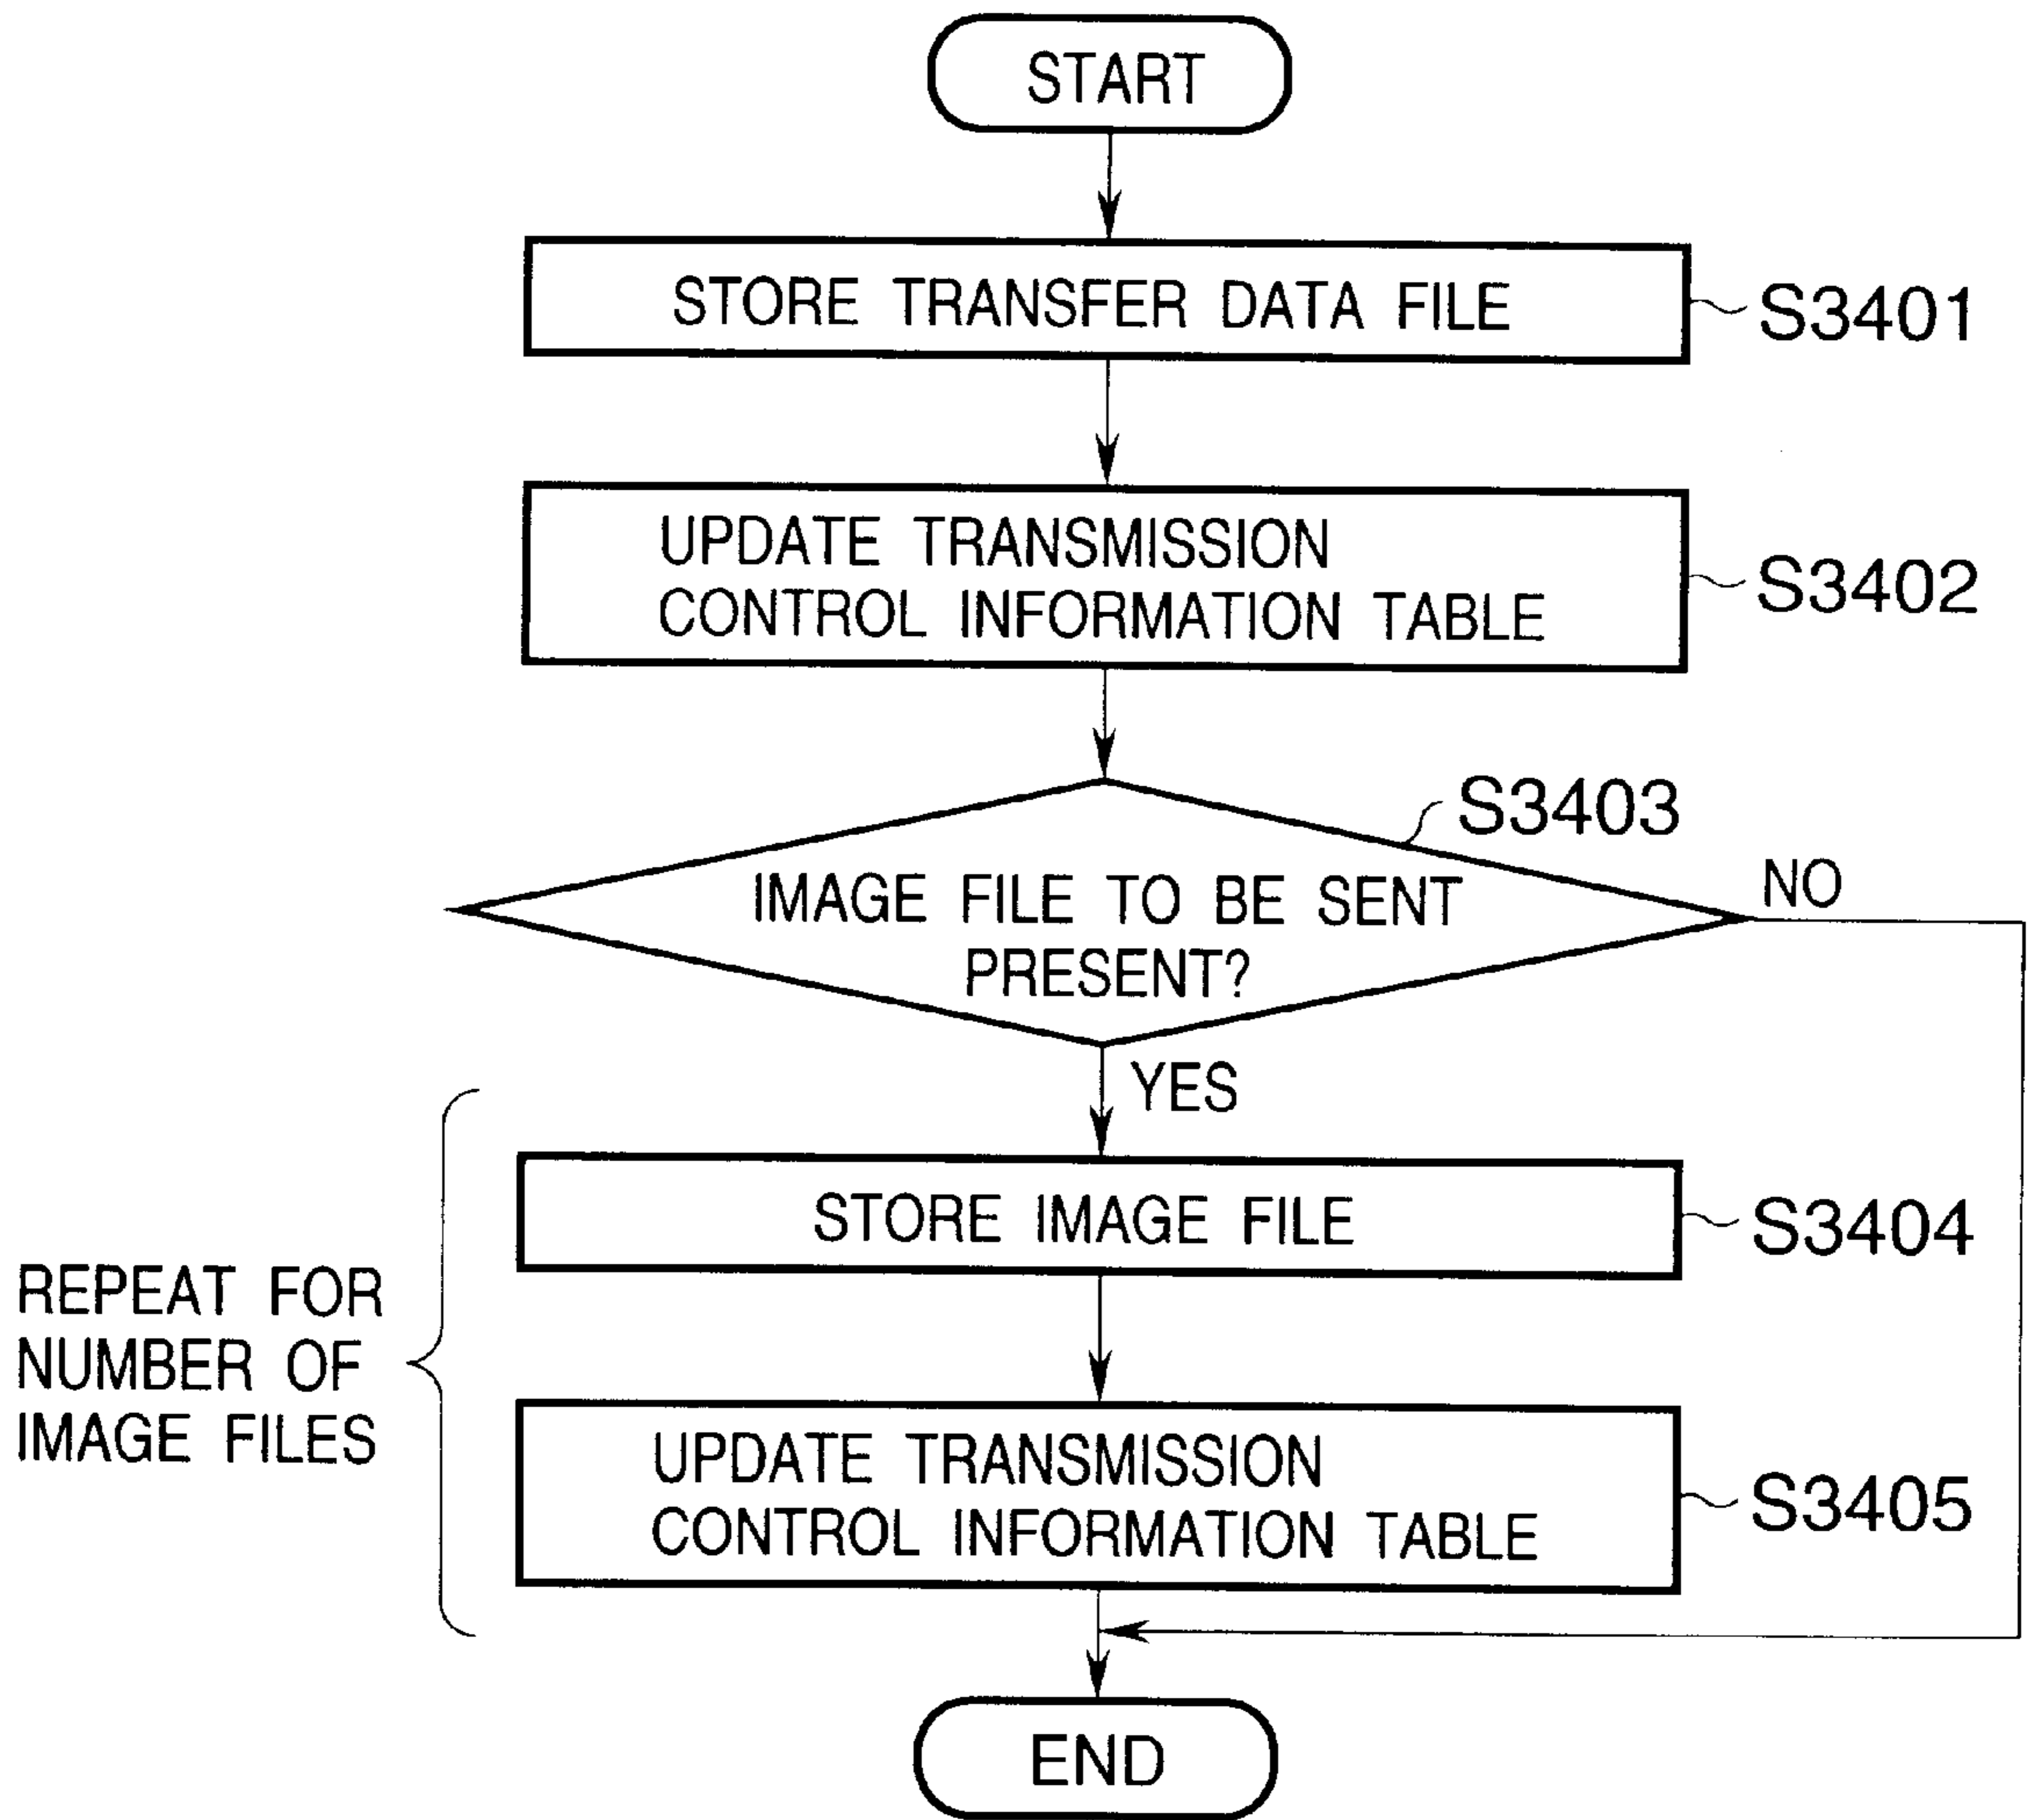 START
STORE TRANSFER DATA FILE
S3401
UPDATE TRANSMISSION
CONTROL INFORMATION TABLE
S3402
S3403
IMAGE FILE TO BE SENT
PRESENT?
NO
YES
STORE IMAGE FILE
S3404
REPEAT FOR
NUMBER OF
IMAGE FILES
UPDATE TRANSMISSION
CONTROL INFORMATION TABLE
S3405
END